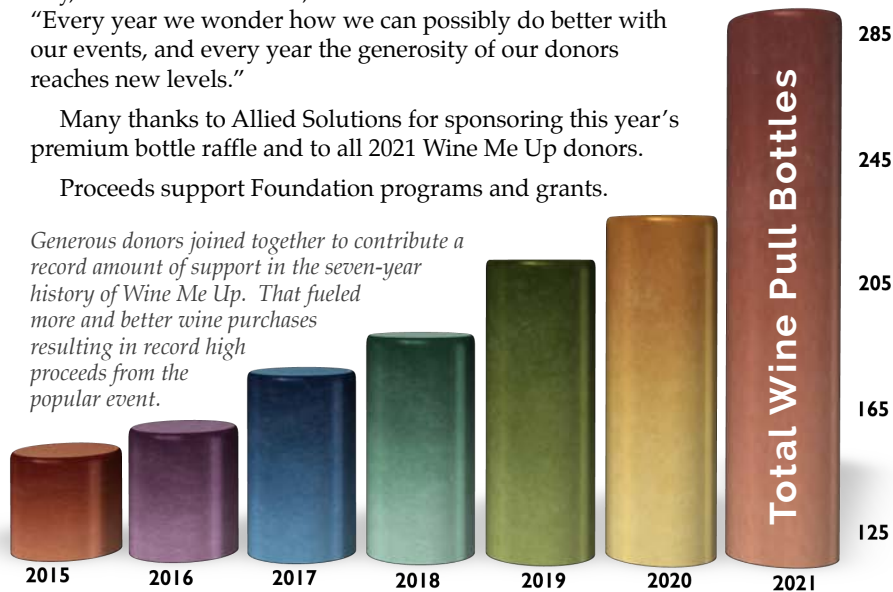 “Every year we wonder how we can possibly do better with
our events, and every year the generosity of our donors
reaches new levels.”
Many thanks to Allied Solutions for sponsoring this year’s
premium bottle raffle and to all 2021 Wine Me Up donors.
Proceeds support Foundation programs and grants.
Generous donors joined together to contribute a
record amount of support in the seven-year
history of Wine Me Up.  That fueled
more and better wine purchases
resulting in record high
proceeds from the
popular event.
Total Wine Pull Bottles
285
245
205
165
125
2015
2016
2017
2018
2019
2020
2021